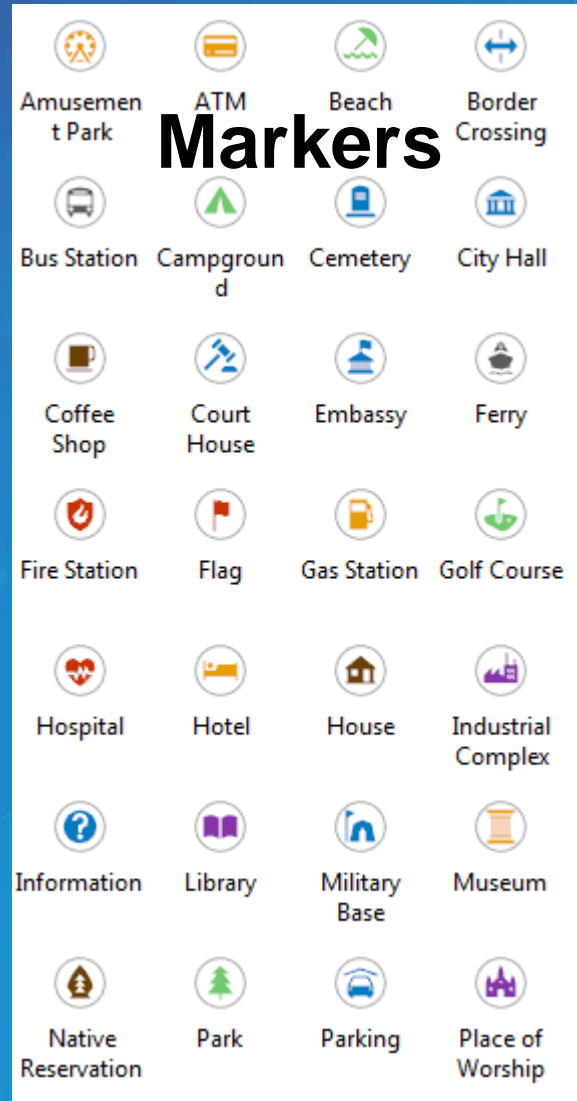 Amusemen
t Park
ATM
Beach
Border
Crossing
Markers
Bus Station
Campgroun
d
Cemetery
City Hall
Coffee
Shop
Court
House
Embassy
Ferry
Fire Station
Flag
Gas Station
Golf Course
Hospital
Hotel
House
Industrial
Complex
Information
Library
Military
Base
Museum
Native
Reservation
Park
Parking
Place of
Worship